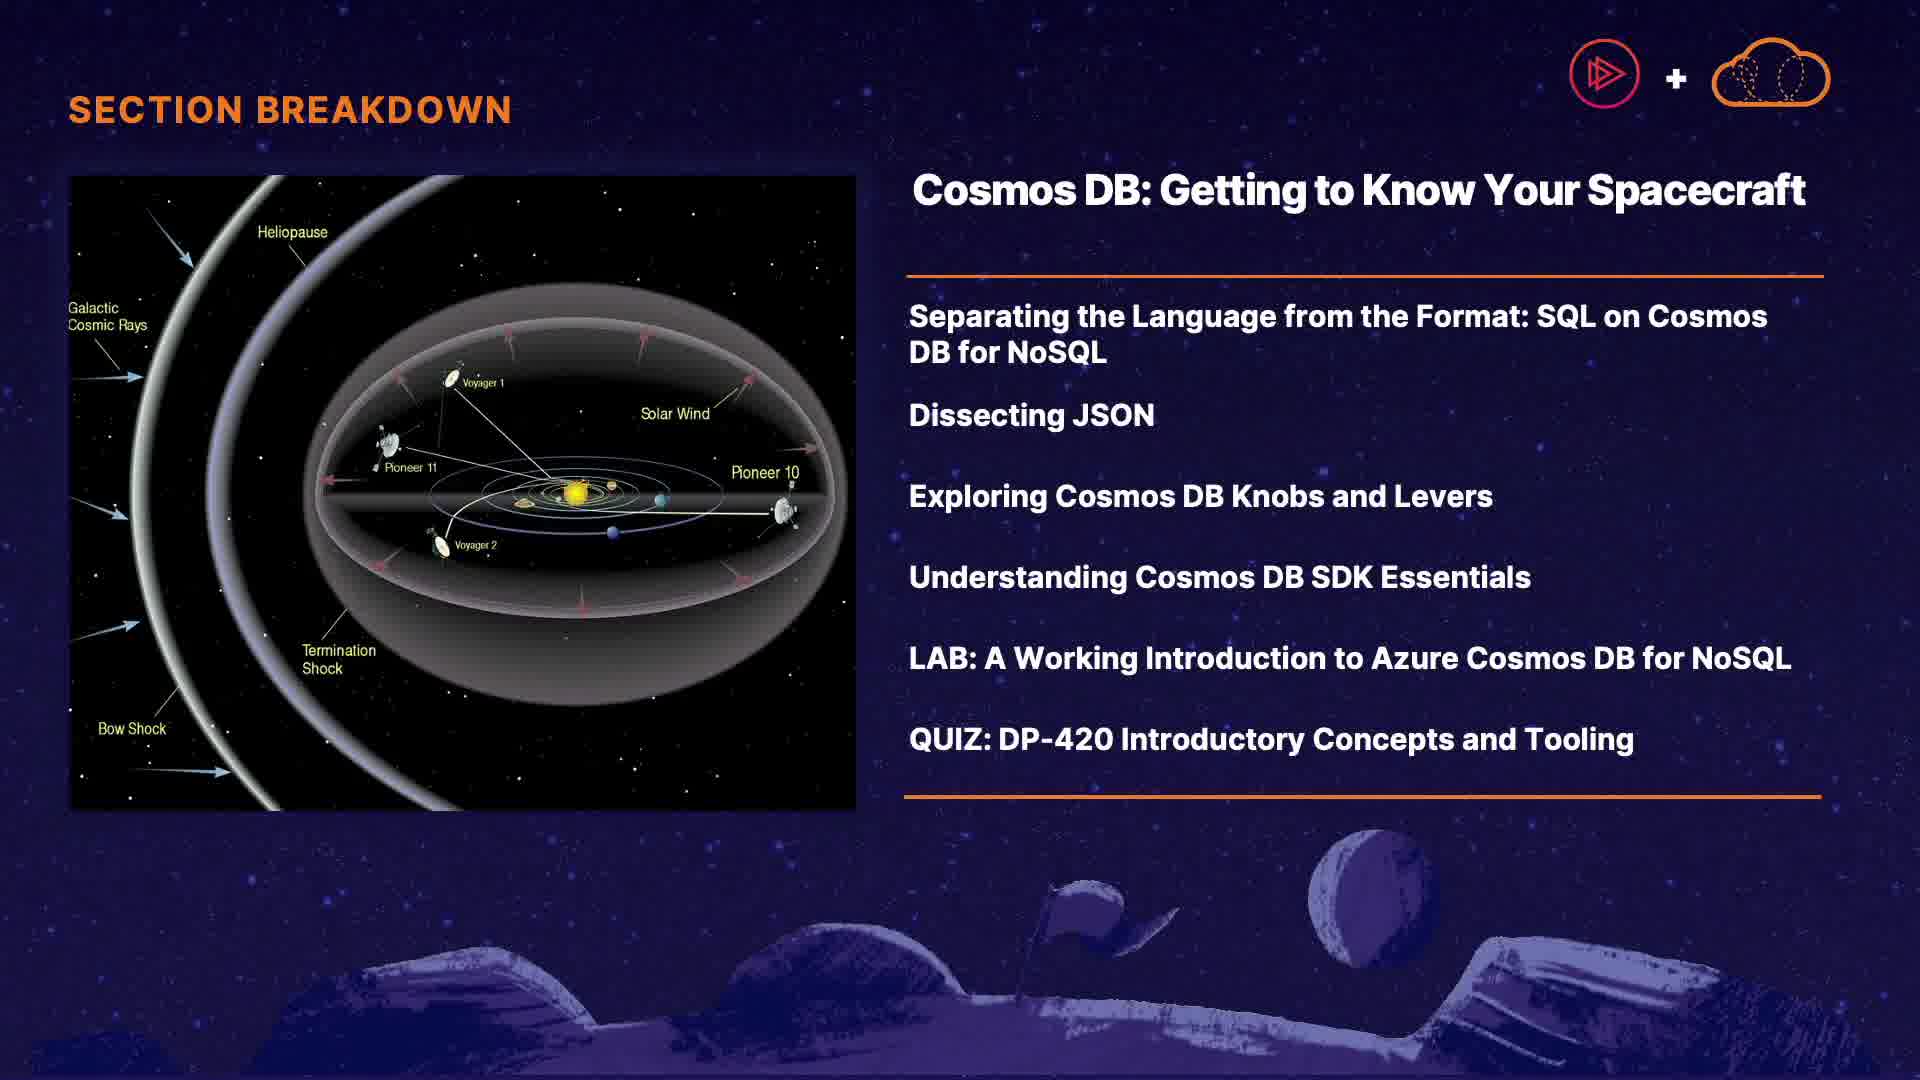 SECTION BREAKDOWN
+
Heliopause
Galactic
Cosmic Rays
Voyager 1
Solar Wind
Pioneer 11
Pioneer 10
Voyager 2
Termination
Shock
Bow Shock
Cosmos DB: Getting to Know Your Spacecraft
Separating the Language from the Format: SQL on Cosmos
DB for NoSQL
Dissecting JSON
Exploring Cosmos DB Knobs and Levers
Understanding Cosmos DB SDK Essentials
LAB: A Working Introduction to Azure Cosmos DB for NoSQL
QUIZ: DP-420 Introductory Concepts and Tooling